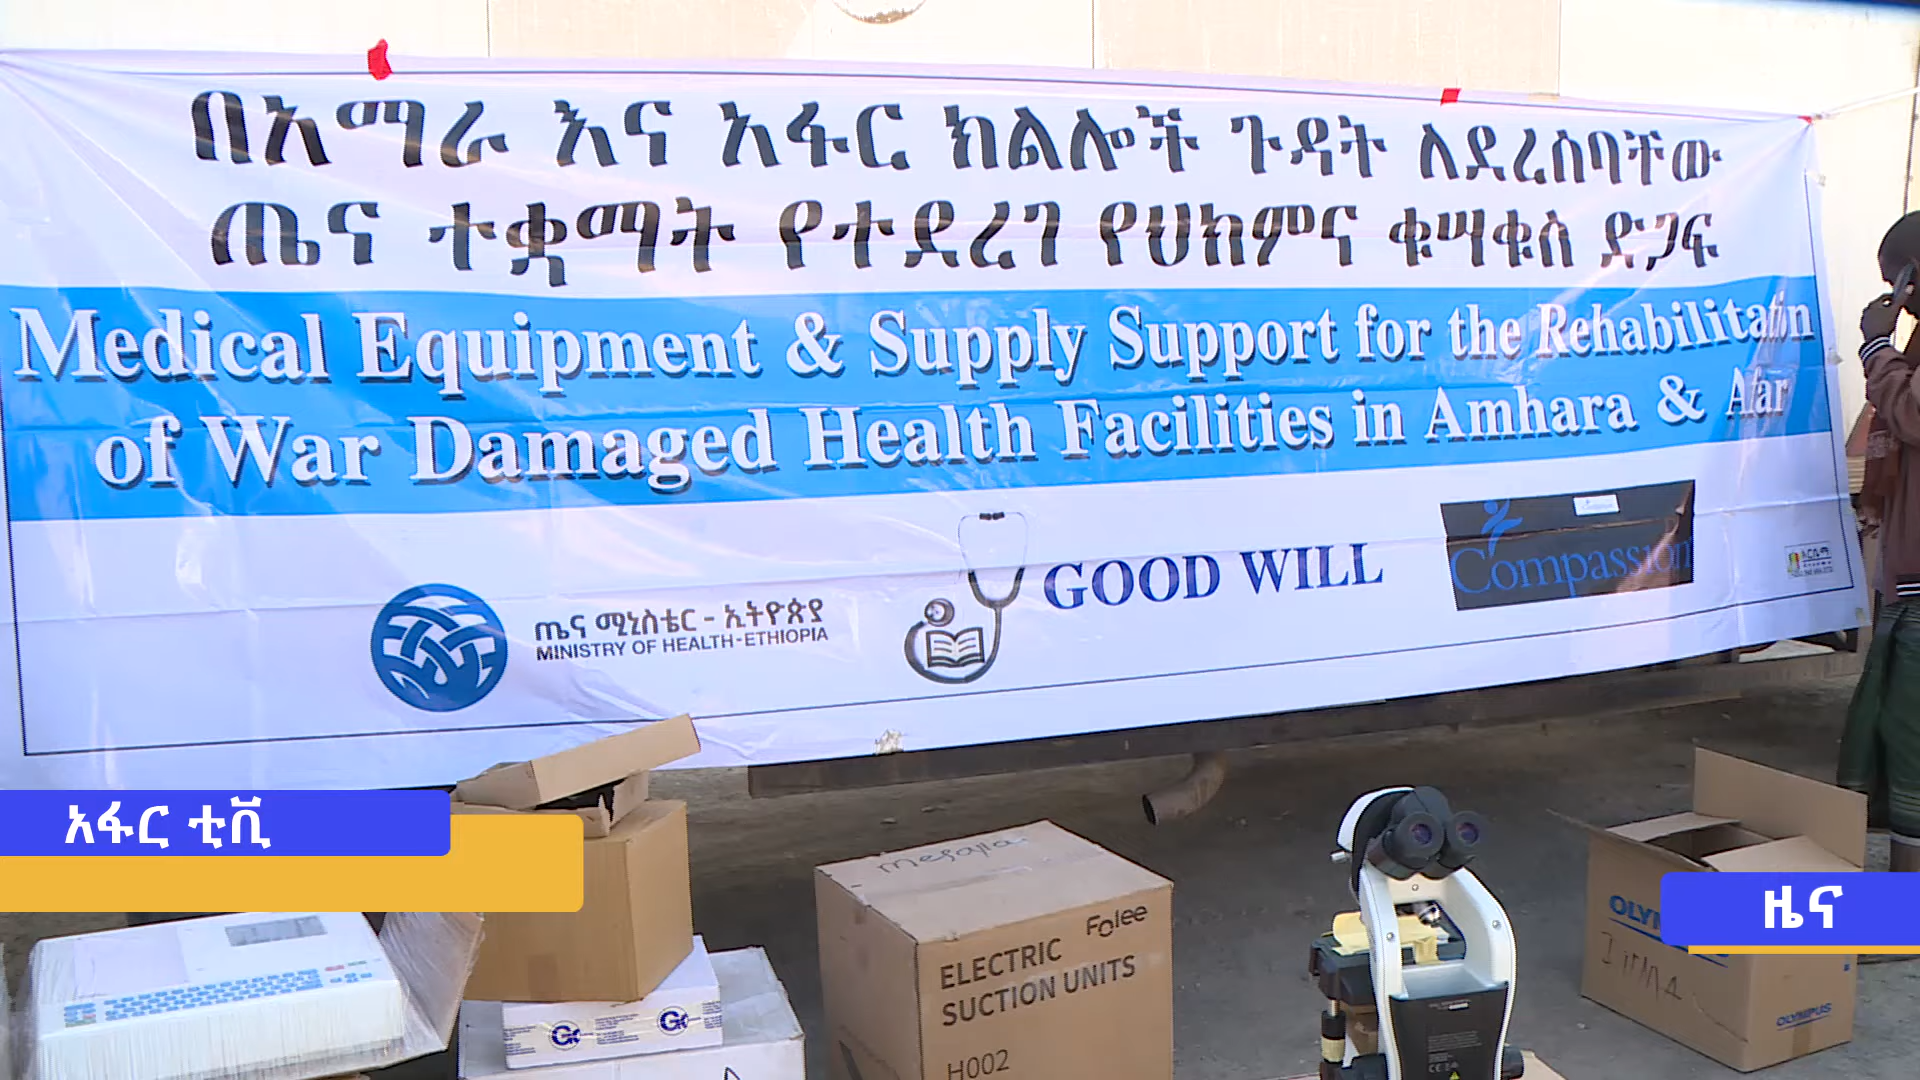 በአማራ እና አፋር ክልሎች ጉዳት ለደረሰባቸው
ጤና ተቋማት የተደረገ የህክምና ቁሣቁስ ድጋፍ
Medical Equipment & Supply Support for the Rehabilitation
of War Damaged Health Facilities in Amhara & Afar
ጤና ሚኒስቴር - ኢትዮጵያ
MINISTRY OF HEALTH-ETHIOPIA
GOOD WILL
Compassion
አፋር ቲቪ
ዜና
mesalia
Folee
ELECTRIC
SUCTION UNITS
H002
OLYMPUS